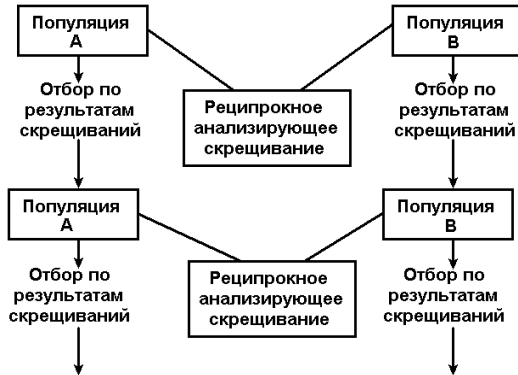 Популяция
А
Популяция
В
Отбор по
результатам
скрещиваний
Реципрокное
анализирующее
скрещивание
Отбор по
результатам
скрещиваний
Популяция
А
Популяция
В
Отбор по
результатам
скрещиваний
Реципрокное
анализирующее
скрещивание
Отбор по
результатам
скрещиваний